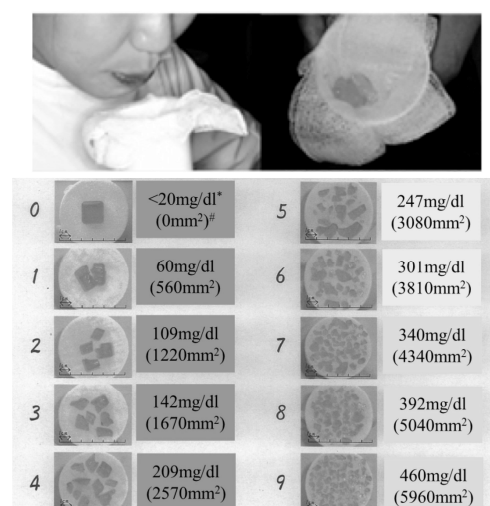 0
<20mg/dl*
(0mm²)#
1
60mg/dl
(560mm²)
2
109mg/dl
(1220mm²)
3
142mg/dl
(1670mm²)
4
209mg/dl
(2570mm²)
5
247mg/dl
(3080mm²)
6
301mg/dl
(3810mm²)
7
340mg/dl
(4340mm²)
8
392mg/dl
(5040mm²)
9
460mg/dl
(5960mm²)